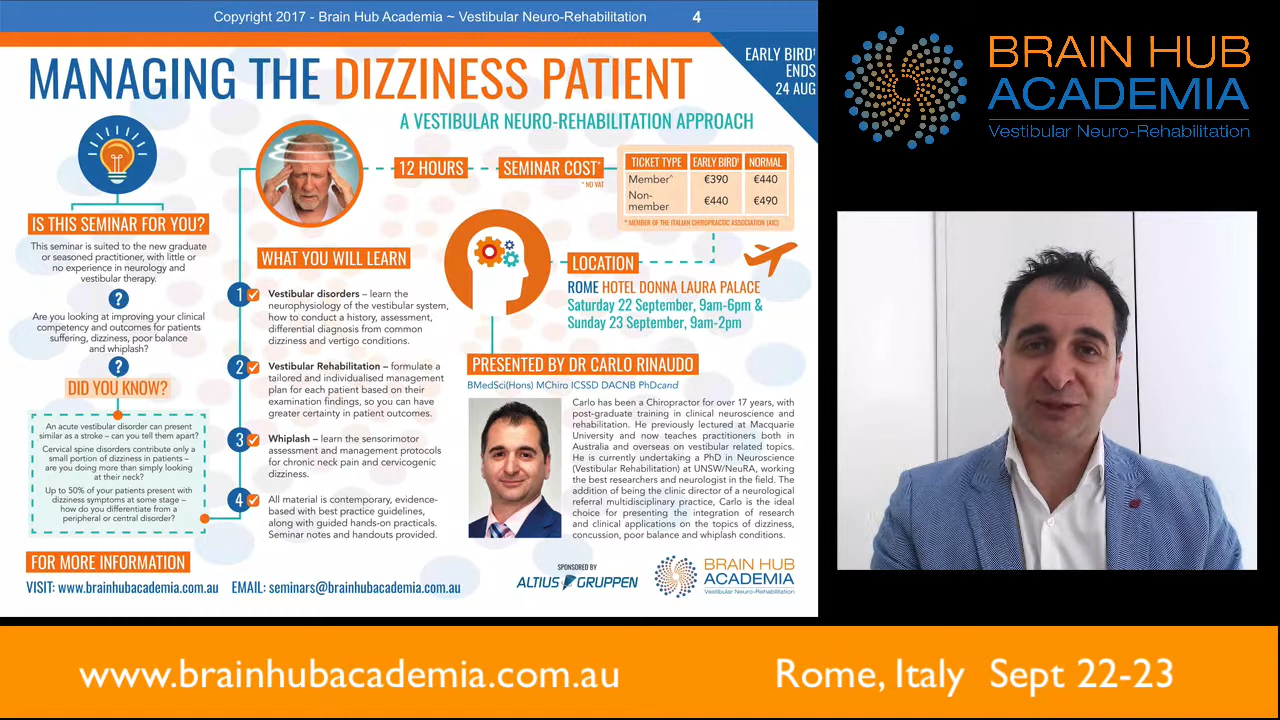 Copyright 2017 - Brain Hub Academia ~ Vestibular Neuro-Rehabilitation
4
EARLY BIRD†
ENDS
24 AUG
MANAGING THE DIZZINESS PATIENT
A VESTIBULAR NEURO-REHABILITATION APPROACH
IS THIS SEMINAR FOR YOU?
This seminar is suited to the new graduate
or seasoned practitioner, with little or
no experience in neurology and
vestibular therapy.
?
Are you looking at improving your clinical
competency and outcomes for patients
suffering, dizziness, poor balance
and whiplash?
?
DID YOU KNOW?
An acute vestibular disorder can present
similar as a stroke – can you tell them apart?
Cervical spine disorders contribute only a
small portion of dizziness in patients –
are you doing more than simply looking
at their neck?
Up to 50% of your patients present with
dizziness symptoms at some stage –
how do you differentiate from a
peripheral or central disorder?
12 HOURS
SEMINAR COST*
* NO VAT
TICKET TYPE EARLY BIRD† NORMAL
Member^ €390 €440
Non-
member €440 €490
^ MEMBER OF THE ITALIAN CHIROPRACTIC ASSOCIATION (AIC)
WHAT YOU WILL LEARN
1 Vestibular disorders – learn the
neurophysiology of the vestibular system,
how to conduct a history, assessment,
differential diagnosis from common
dizziness and vertigo conditions.
2 Vestibular Rehabilitation – formulate a
tailored and individualised management
plan for each patient based on their
examination findings, so you can have
greater certainty in patient outcomes.
3 Whiplash – learn the sensorimotor
assessment and management protocols
for chronic neck pain and cervicogenic
dizziness.
4 All material is contemporary, evidence-
based with best practice guidelines,
along with guided hands-on practicals.
Seminar notes and handouts provided.
LOCATION
ROME HOTEL DONNA LAURA PALACE
Saturday 22 September, 9am-6pm &
Sunday 23 September, 9am-2pm
PRESENTED BY DR CARLO RINAUDO
BMedSci(Hons) MChiro ICSSD DACNB PhDcand
Carlo has been a Chiropractor for over 17 years, with
post-graduate training in clinical neuroscience and
rehabilitation. He previously lectured at Macquarie
University and now teaches practitioners both in
Australia and overseas on vestibular related topics.
He is currently undertaking a PhD in Neuroscience
(Vestibular Rehabilitation) at UNSW/NeuRA, working
the best researchers and neurologist in the field. The
addition of being the clinic director of a neurological
referral multidisciplinary practice, Carlo is the ideal
choice for presenting the integration of research
and clinical applications on the topics of dizziness,
concussion, poor balance and whiplash conditions.
FOR MORE INFORMATION
VISIT: www.brainhubacademia.com.au EMAIL: seminars@brainhubacademia.com.au
SPONSORED BY
ALTIUS GRUPPEN
BRAIN HUB
ACADEMIA
Vestibular Neuro-Rehabilitation
BRAIN HUB
ACADEMIA
Vestibular Neuro-Rehabilitation
www.brainhubacademia.com.au
Rome, Italy Sept 22-23